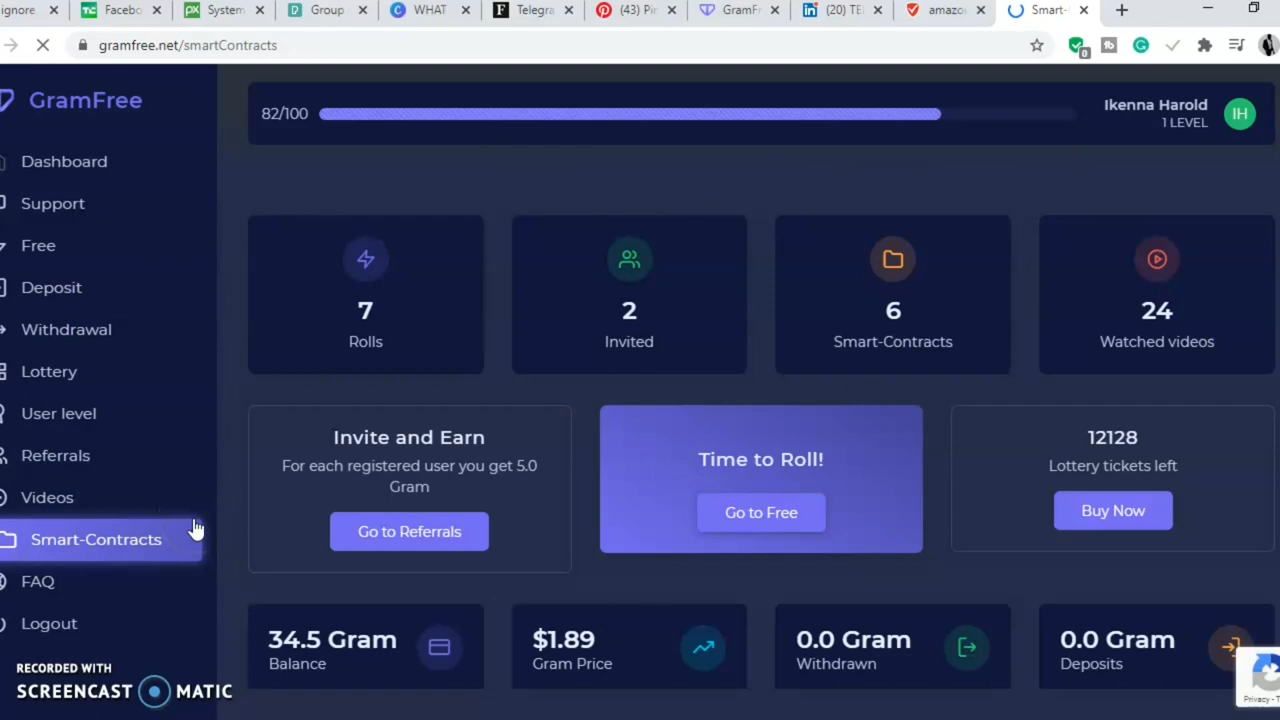 ignore
Facebo
System
Group
WHAT
Telegra
(43) Pi
GramFr
(20) TE
amazo
Smart-
gramfree.net/smartContracts
0
GramFree
82/100
Ikenna Harold
1 LEVEL
IH
Dashboard
Support
Free
Deposit
Withdrawal
Lottery
User level
Referrals
Videos
Smart-Contracts
FAQ
Logout
7
Rolls
2
Invited
6
Smart-Contracts
24
Watched videos
Invite and Earn
For each registered user you get 5.0
Gram
Go to Referrals
Time to Roll!
Go to Free
12128
Lottery tickets left
Buy Now
34.5 Gram
Balance
$1.89
Gram Price
0.0 Gram
Withdrawn
0.0 Gram
Deposits
Privacy - T
RECORDED WITH
SCREENCAST MATIC